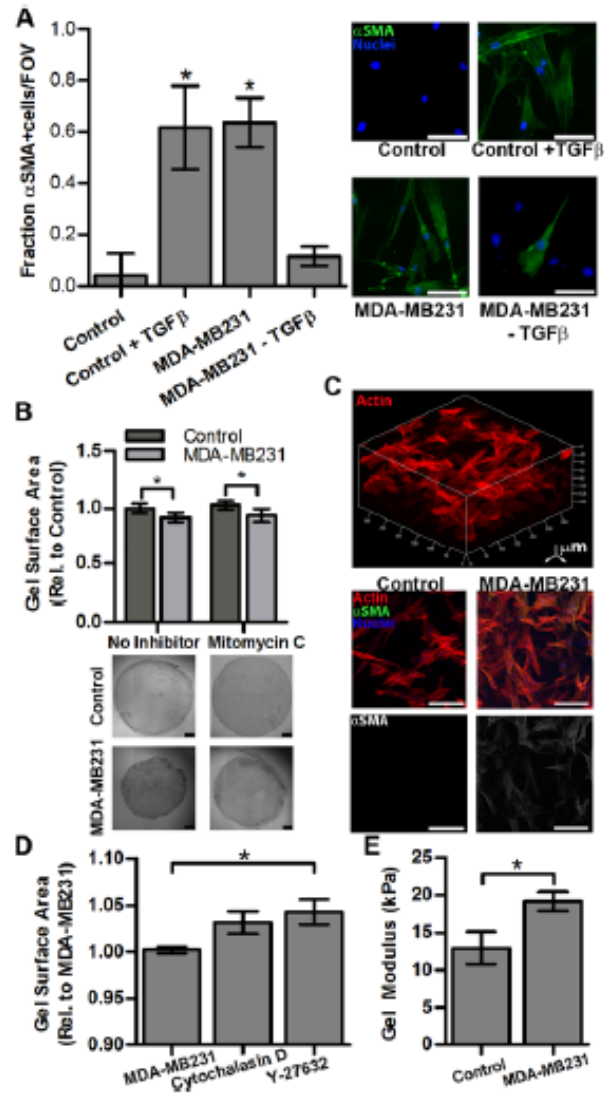 A
Fraction αSMA+cells/FOV
1.0
0.8
0.6
0.4
0.2
0.0
*
*
Control
Control + TGFβ
MDA-MB231
MDA-MB231 - TGFβ
αSMA
Nuclei
Control
Control +TGFβ
MDA-MB231
MDA-MB231
- TGFβ
B
Control
MDA-MB231
Gel Surface Area
(Rel. to Control)
1.5
1.0
0.5
0.0
*
*
No Inhibitor
Mitomycin C
Control
MDA-MB231
C
Actin
μm
Control
MDA-MB231
Actin
αSMA
Nuclei
αSMA
D
Gel Surface Area
(Rel. to MDA-MB231)
1.10
1.05
1.00
0.95
0.90
*
MDA-MB231
Cytochalasin D
Y-27632
E
Gel Modulus (kPa)
25
20
15
10
5
0
*
Control
MDA-MB231